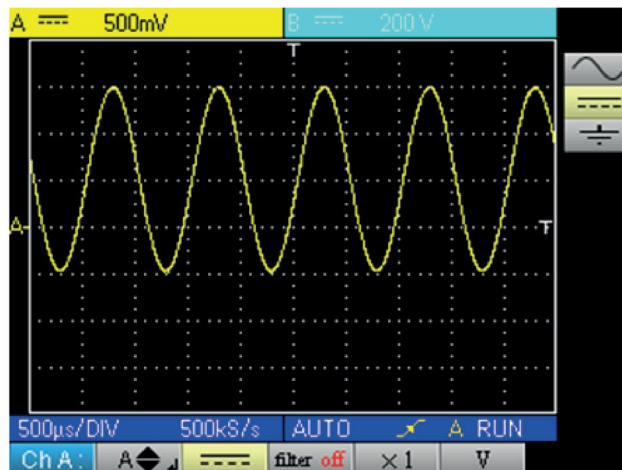 A 500mV B 200 V
T
A
T
500µs/DIV 500kS/s AUTO A RUN
Ch A: A filter off ×1 V